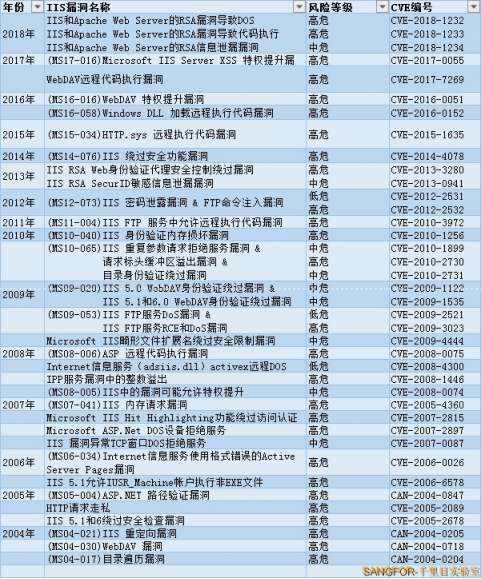 年份 IIS漏洞名称 风险等级 CVE编号
IIS和Apache Web Server的RSA漏洞导致DOS 高危 CVE-2018-1232
2018年 IIS和Apache Web Server的RSA漏洞导致代码执行 高危 CVE-2018-1233
IIS和Apache Web Server的RSA信息泄漏漏洞 中危 CVE-2018-1234
2017年 (MS17-016)Microsoft IIS Server XSS 特权提升漏 高危 CVE-2017-0055
WebDAV远程代码执行漏洞 高危 CVE-2017-7269
2016年 (MS16-016)WebDAV 特权提升漏洞 高危 CVE-2016-0051
(MS16-058)Windows DLL 加载远程执行代码漏洞 高危 CVE-2016-0152
2015年 (MS15-034)HTTP.sys 远程执行代码漏洞 高危 CVE-2015-1635
2014年 (MS14-076)IIS 绕过安全功能漏洞 高危 CVE-2014-4078
2013年 IIS RSA Web身份验证代理安全控制绕过漏洞 高危 CVE-2013-3280
IIS RSA SecurID敏感信息泄漏漏洞 中危 CVE-2013-0941
2012年 (MS12-073)IIS 密码泄露漏洞 & FTP命令注入漏洞 低危 CVE-2012-2531
高危 CVE-2012-2532
2011年 (MS11-004)IIS FTP 服务中允许远程执行代码漏洞 高危 CVE-2010-3972
2010年 (MS10-040)IIS 身份验证内存损坏漏洞 高危 CVE-2010-1256
(MS10-065)IIS 重复参数请求拒绝服务漏洞 & 中危 CVE-2010-1899
请求标头缓冲区溢出漏洞 & 高危 CVE-2010-2730
目录身份验证绕过漏洞 中危 CVE-2010-2731
2009年 (MS09-020)IIS 5.0 WebDAV身份验证绕过漏洞 & 中危 CVE-2009-1122
IIS 5.1和6.0 WebDAV身份验证绕过漏洞 高危 CVE-2009-1535
(MS09-053)IIS FTP服务DoS漏洞 & 低危 CVE-2009-2521
IIS FTP服务RCE和DoS漏洞 高危 CVE-2009-3023
Microsoft IIS畸形文件扩展名绕过安全限制漏洞 中危 CVE-2009-4444
2008年 (MS08-006)ASP 远程代码执行漏洞 高危 CVE-2008-0075
Internet信息服务（adsiis.dll）activex远程DOS 低危 CVE-2008-4300
IPP服务漏洞中的整数溢出 高危 CVE-2008-1446
(MS08-005)IIS中的漏洞可能允许特权提升 中危 CVE-2008-0074
2007年 (MS07-041)IIS 内存请求漏洞 高危 CVE-2005-4360
Microsoft IIS Hit Highlighting功能绕过访问认证 高危 CVE-2007-2815
Microsoft ASP.Net DOS设备拒绝服务 高危 CVE-2007-2897
IIS 漏洞异常TCP窗口DOS拒绝服务 中危 CVE-2007-0087
2006年 (MS06-034)Internet信息服务使用格式错误的Active 高危 CVE-2006-0026
Server Pages漏洞
IIS 5.1允许IUSR_Machine帐户执行非EXE文件 高危 CVE-2006-6578
2005年 (MS05-004)ASP.NET 路径验证漏洞 高危 CAN-2004-0847
HTTP请求走私 高危 CVE-2005-2089
IIS 5.1和6绕过安全检查漏洞 高危 CVE-2005-2678
2004年 (MS04-021)IIS 重定向漏洞 高危 CAN-2004-0205
(MS04-030)WebDAV 漏洞 高危 CAN-2004-0718
(MS04-017)目录遍历漏洞 高危 CAN-2004-0204
SANGFOR-千里目实验室